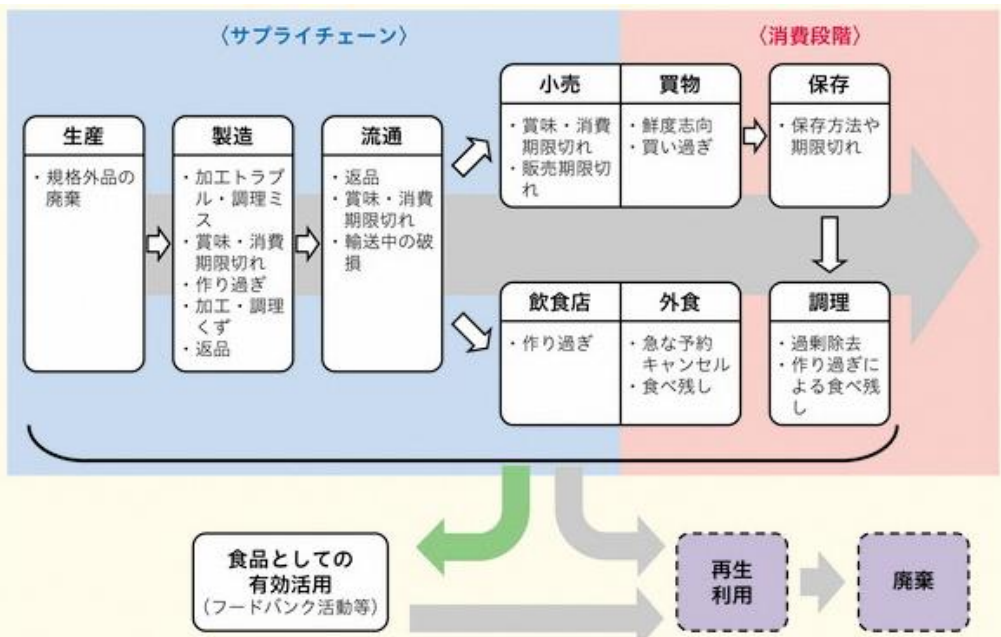 〈サプライチェーン〉
〈消費段階〉
生産
・規格外品の
廃棄
製造
・加工トラブ
ル・調理ミ
ス
・賞味・消費
期限切れ
・作り過ぎ
・加工・調理
くず
・返品
流通
・返品
・賞味・消費
期限切れ
・輸送中の破
損
小売
・賞味・消費
期限切れ
・販売期限切
れ
買物
・鮮度志向
・買い過ぎ
保存
・保存方法や
期限切れ
飲食店
・作り過ぎ
外食
・急な予約
キャンセル
・食べ残し
調理
・過剰除去
・作り過ぎに
よる食べ残
し
食品としての
有効活用
(フードバンク活動等)
再生
利用
廃棄